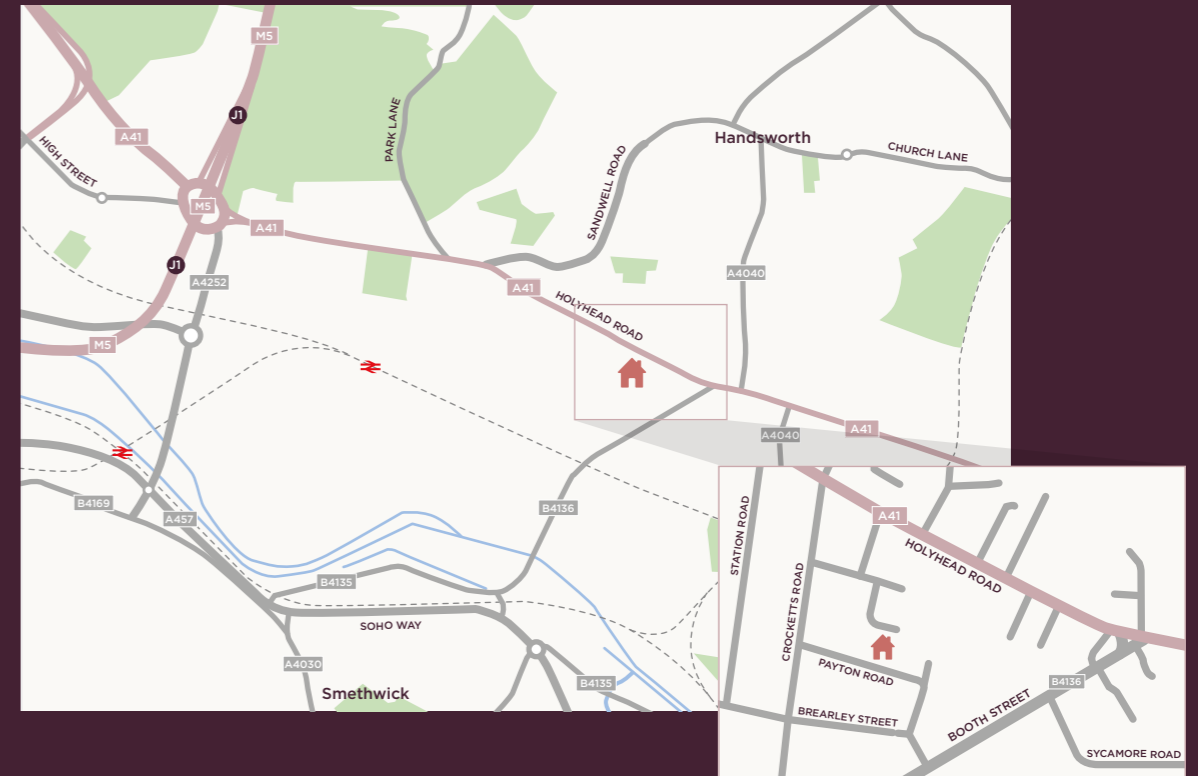 M5
J1
A41
HIGH STREET
PARK LANE
Handsworth
CHURCH LANE
SANDWELL ROAD
M5
A41
J1
A4252
A4040
A41
HOLYHEAD ROAD
M5
A41
A4040
B4169
A457
B4136
B4135
SOHO WAY
A4030
Smethwick
B4135
STATION ROAD
A41
HOLYHEAD ROAD
CROCKETTS ROAD
PAYTON ROAD
B4136
BREARLEY STREET
BOOTH STREET
SYCAMORE ROAD